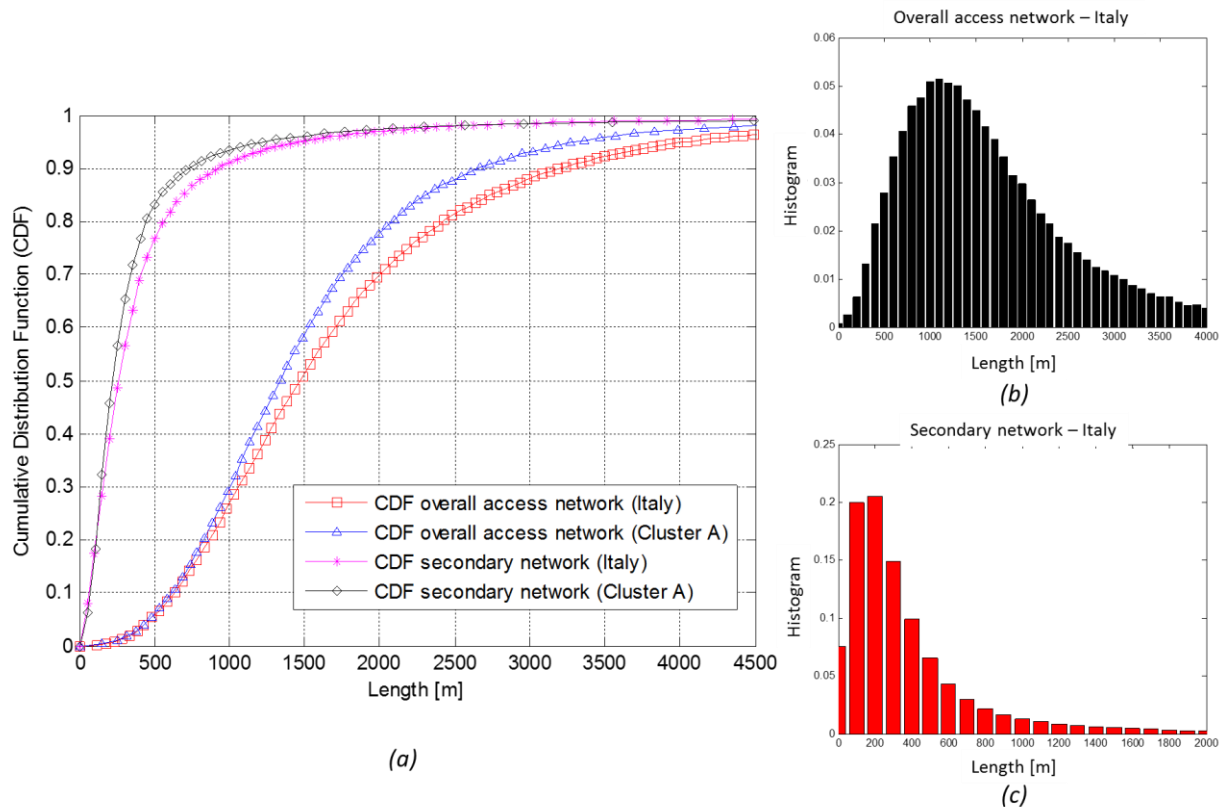 1
0.9
0.8
0.7
0.6
0.5
0.4
0.3
0.2
0.1
0
Cumulative Distribution Function (CDF)
CDF overall access network (Italy)
CDF overall access network (Cluster A)
CDF secondary network (Italy)
CDF secondary network (Cluster A)
0 500 1000 1500 2000 2500 3000 3500 4000 4500
Length [m]
(a)
Overall access network – Italy
0.06
0.05
0.04
0.03
0.02
0.01
0
Histogram
0 500 1000 1500 2000 2500 3000 3500 4000
Length [m]
(b)
Secondary network – Italy
0.25
0.2
0.15
0.1
0.05
0
Histogram
0 200 400 600 800 1000 1200 1400 1600 1800 2000
Length [m]
(c)